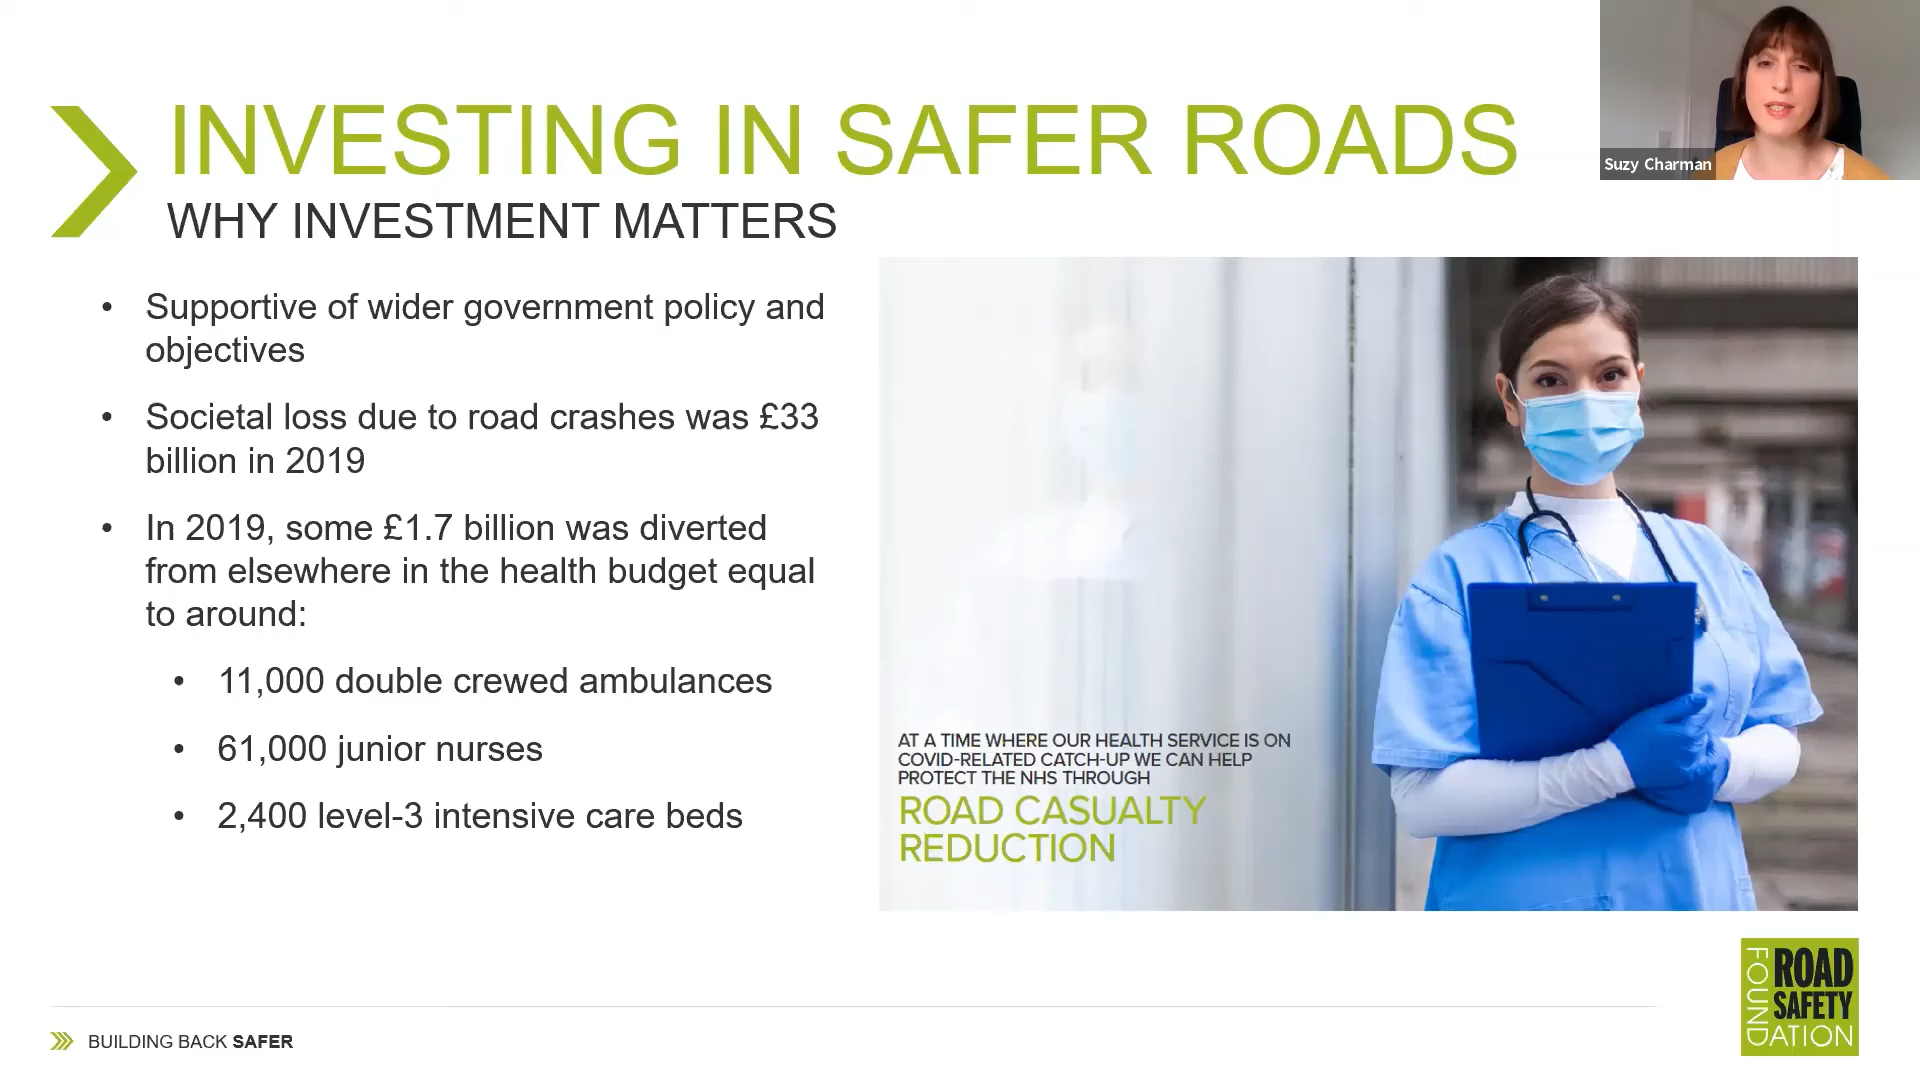 INVESTING IN SAFER ROADS
WHY INVESTMENT MATTERS
Suzy Charman
• Supportive of wider government policy and
objectives
• Societal loss due to road crashes was £33
billion in 2019
• In 2019, some £1.7 billion was diverted
from elsewhere in the health budget equal
to around:
• 11,000 double crewed ambulances
• 61,000 junior nurses
• 2,400 level-3 intensive care beds
AT A TIME WHERE OUR HEALTH SERVICE IS ON
COVID-RELATED CATCH-UP WE CAN HELP
PROTECT THE NHS THROUGH
ROAD CASUALTY
REDUCTION
BUILDING BACK SAFER
ROAD
SAFETY
FOUNDATION